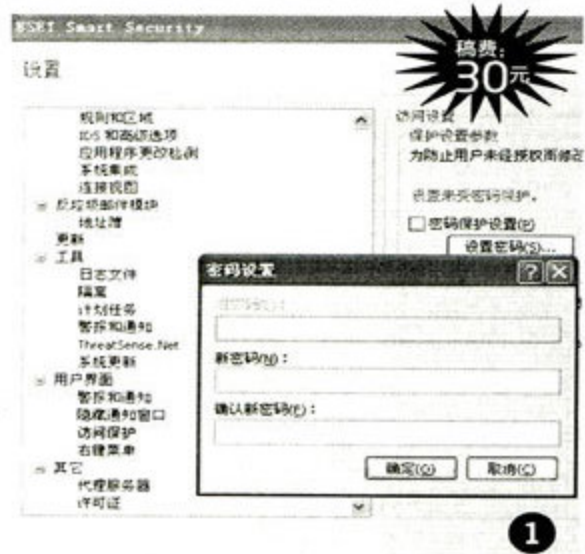 ESET Smart Security
稿费：
30元
设置
规则和区域
IDS 和高级选项
应用程序更改检测
系统集成
连接视图
反垃圾邮件模块
地址簿
更新
工具
日志文件
隔离
计划任务
警报和通知
ThreatSense.Net
系统更新
用户界面
警报和通知
隐藏通知窗口
访问保护
右键菜单
其它
代理服务器
许可证
访问设置
保护设置参数
为防止用户未经授权而修改
设置未受密码保护。
密码保护设置(P)
设置密码(S)...
密码设置
新密码(N)：
确认新密码(F)：
确定(O)
取消(C)
1